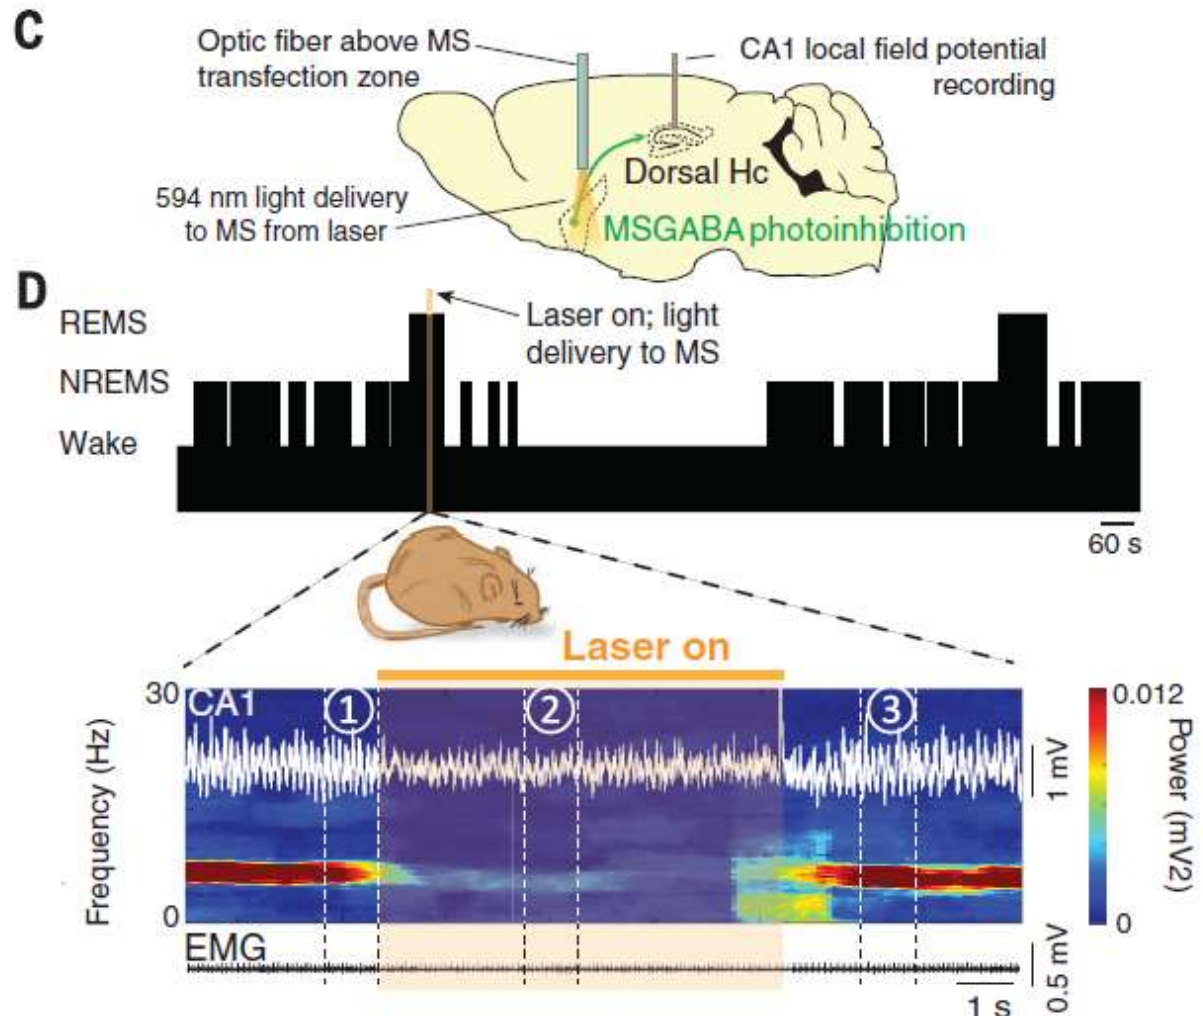 C
Optic fiber above MS
transfection zone
CA1 local field potential
recording
594 nm light delivery
to MS from laser
Dorsal Hc
MSGABA photoinhibition
D
REMS
NREMS
Wake
Laser on; light
delivery to MS
60 s
Laser on
30
CA1
1
2
3
Frequency (Hz)
0
1 mV
0.012
0
Power (mV2)
EMG
0.5 mV
1 s